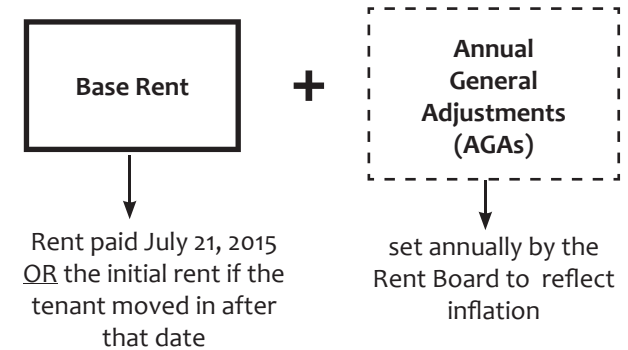 Base Rent
+
Annual
General
Adjustments
(AGAs)
Rent paid July 21, 2015
OR the initial rent if the
tenant moved in after
that date
set annually by the
Rent Board to reflect
inflation